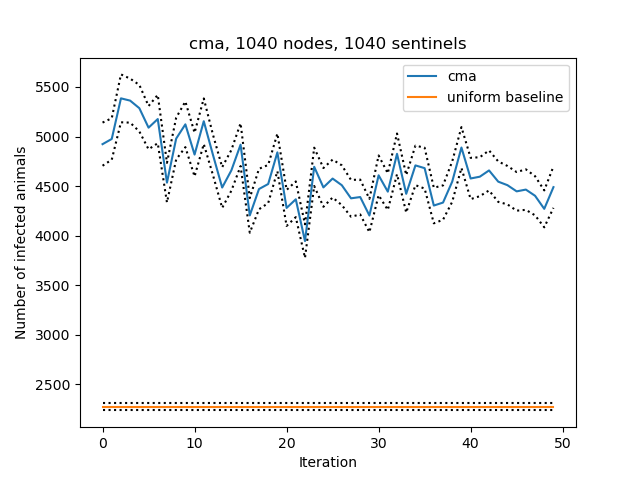 cma, 1040 nodes, 1040 sentinels
cma
uniform baseline
Number of infected animals
5500
5000
4500
4000
3500
3000
2500
0 10 20 30 40 50
Iteration